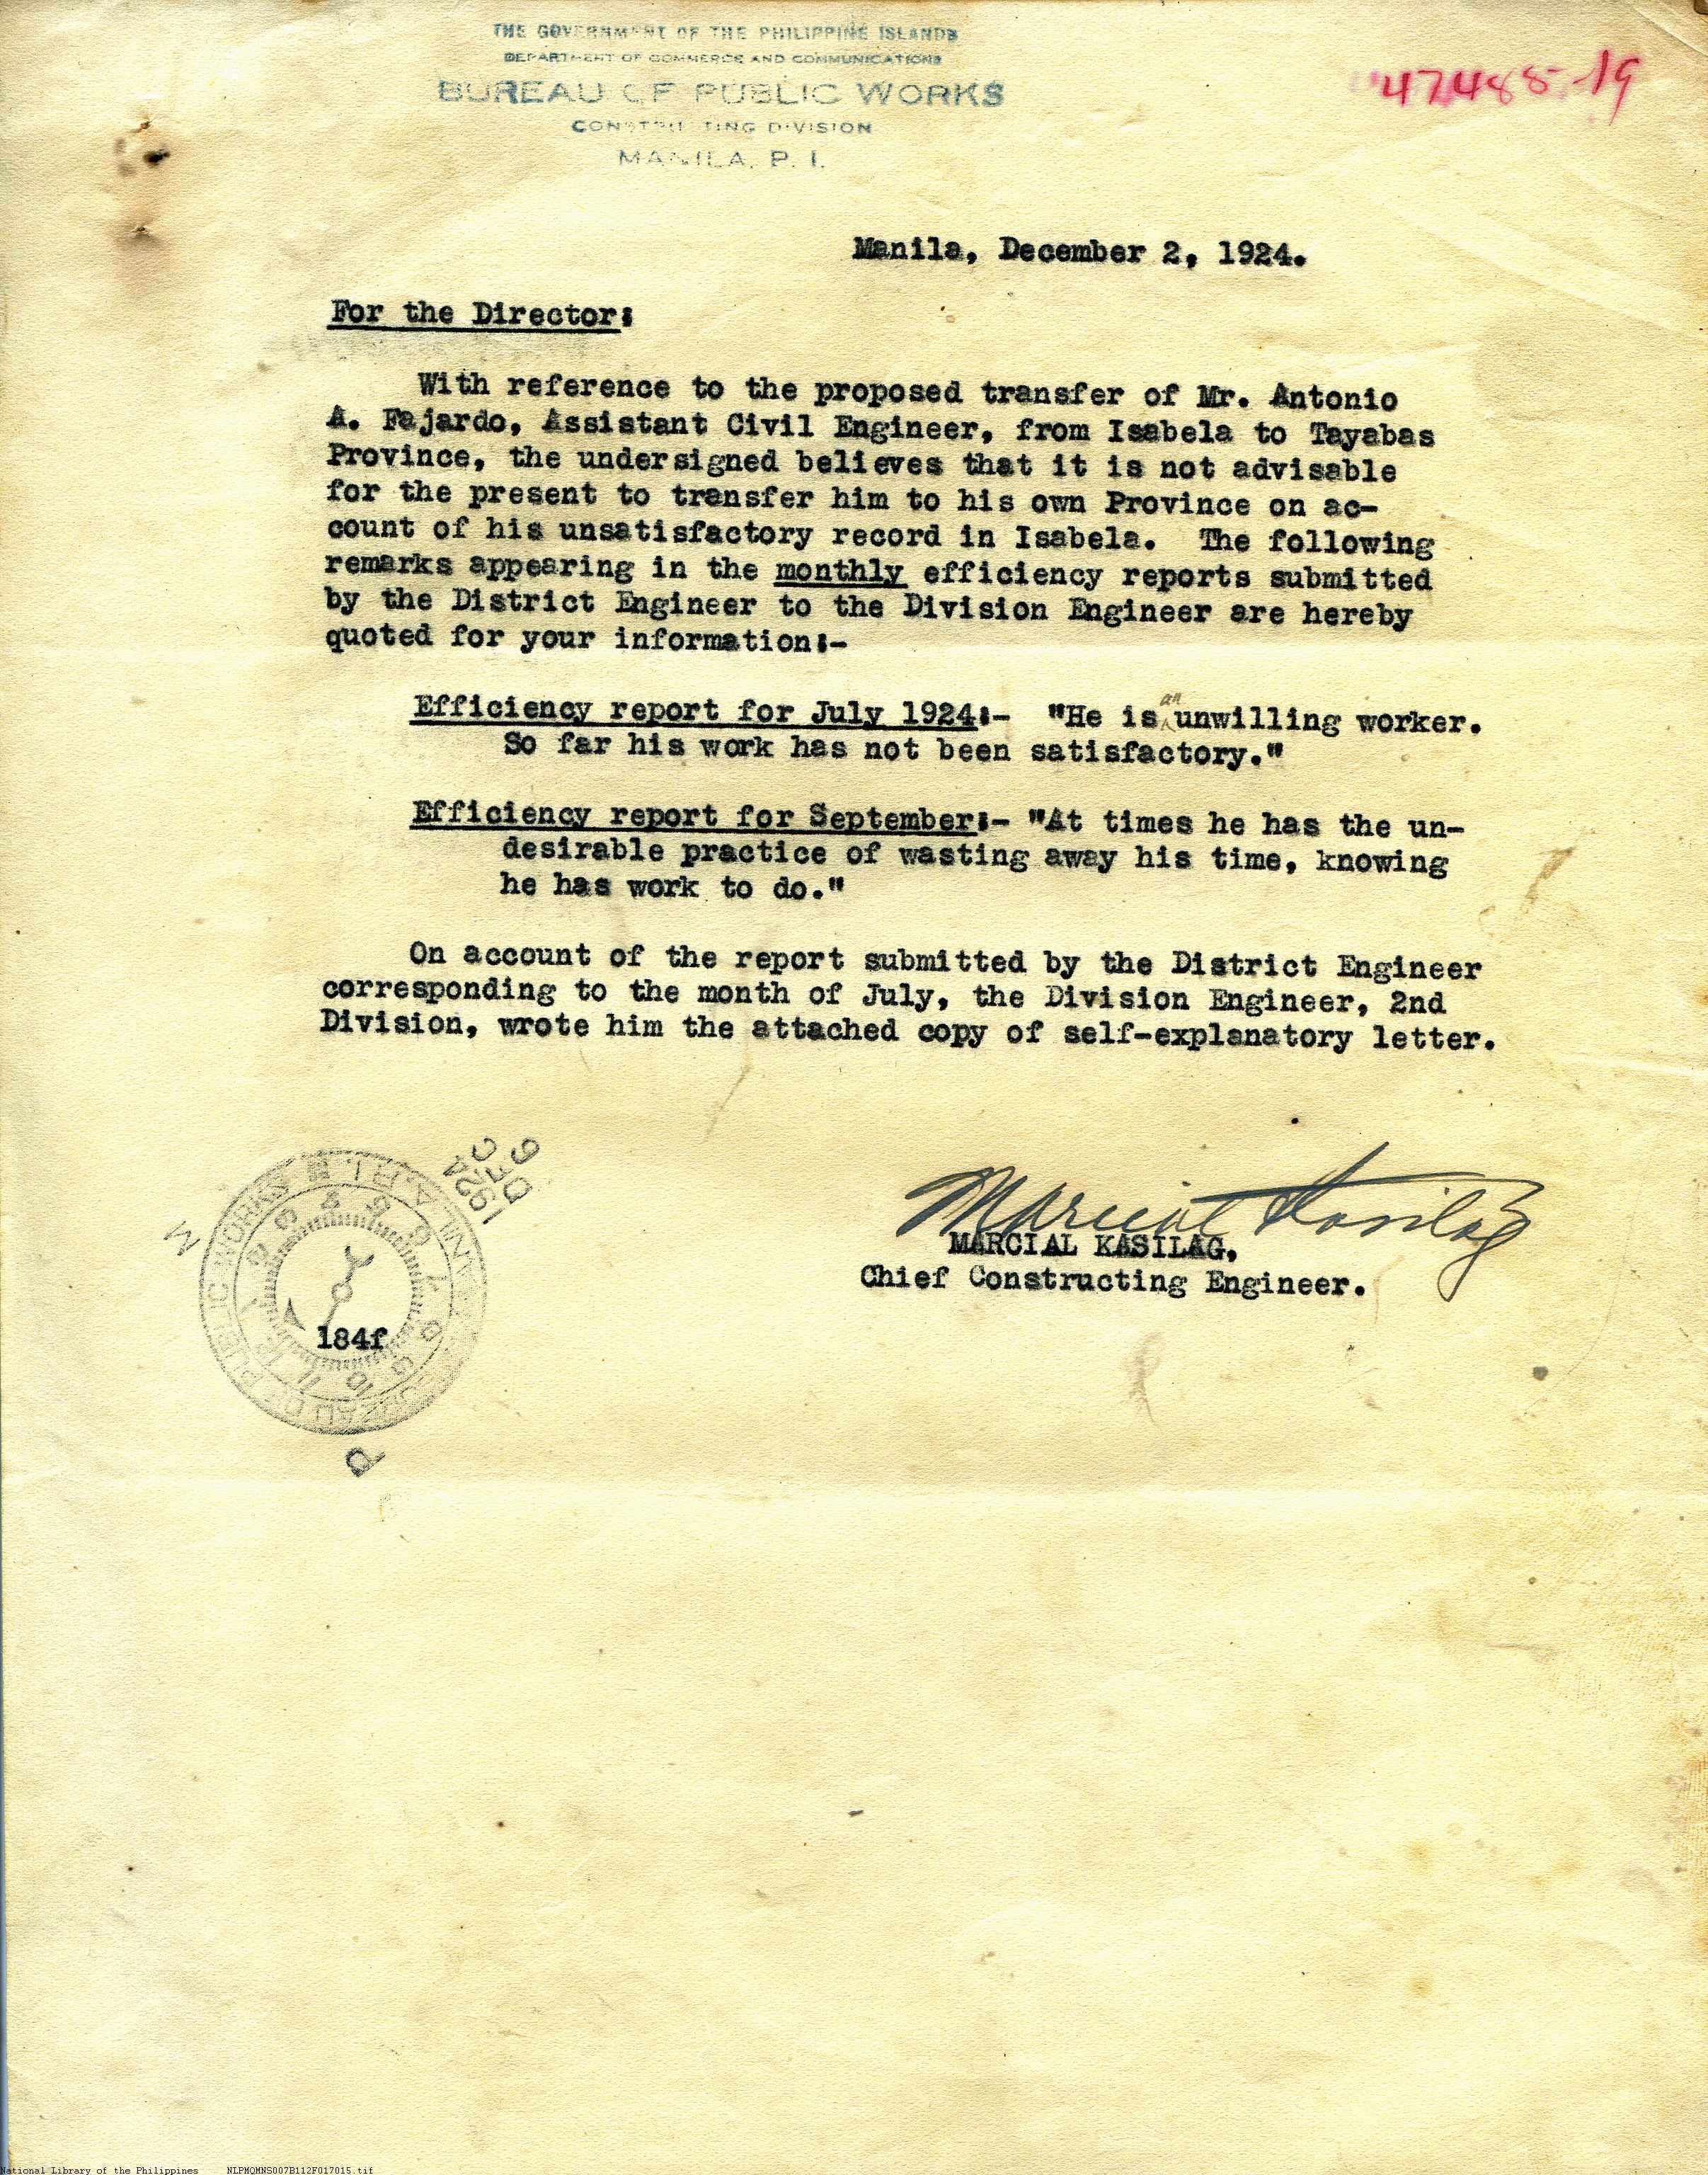 THE GOVERNMENT OF THE PHILIPPINE ISLANDS
DEPARTMENT OF COMMERCE AND COMMUNICATIONS
BUREAU OF PUBLIC WORKS
CONSTRUCTING DIVISION
MANILA, P. I.
47488-19
Manila, December 2, 1924.
For the Director:
With reference to the proposed transfer of Mr. Antonio
A. Fajardo, Assistant Civil Engineer, from Isabela to Tayabas
Province, the undersigned believes that it is not advisable
for the present to transfer him to his own Province on ac-
count of his unsatisfactory record in Isabela. The following
remarks appearing in the monthly efficiency reports submitted
by the District Engineer to the Division Engineer are hereby
quoted for your information:-
Efficiency report for July 1924:- "He is an unwilling worker.
So far his work has not been satisfactory."
Efficiency report for September:- "At times he has the un-
desirable practice of wasting away his time, knowing
he has work to do."
On account of the report submitted by the District Engineer
corresponding to the month of July, the Division Engineer, 2nd
Division, wrote him the attached copy of self-explanatory letter.
Marcial Kasilag
MARCIAL KASILAG,
Chief Constructing Engineer.
9
DEC
1924
M
BUREAU OF PUBLIC WORKS
184f
P
National Library of the Philippines NLPMQMNS007B112F017015.tif